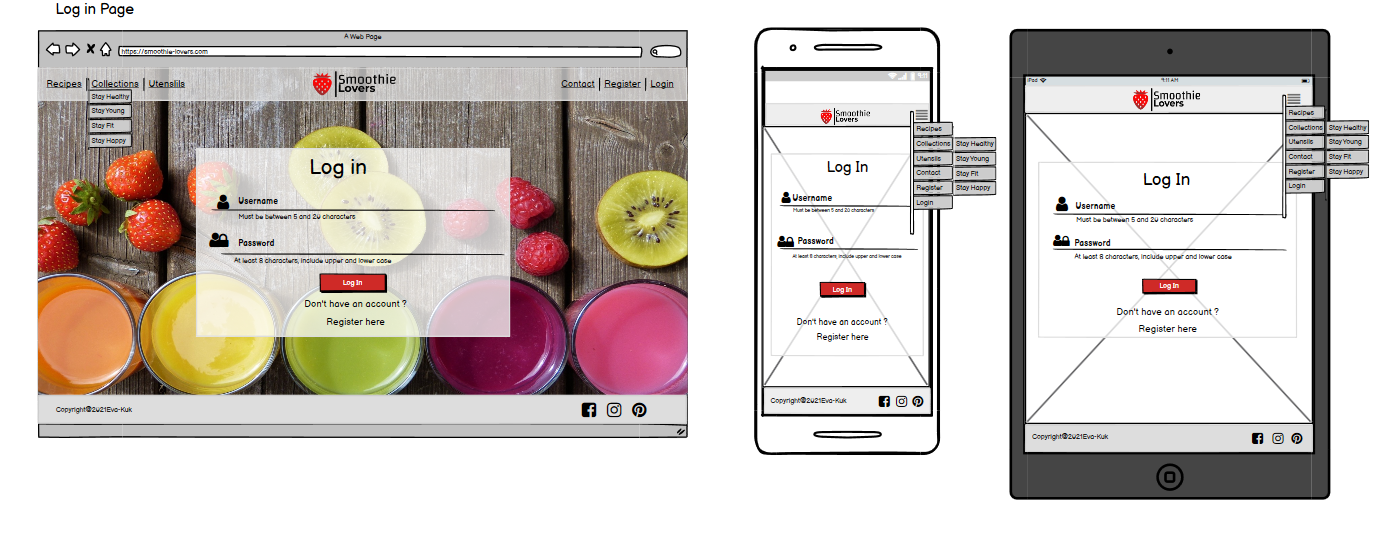 Log in Page
A Web Page
https://smoothie-lovers.com
Recipes Collections Utenslils
Smoothie
Lovers
Contact Register Login
Stay Healthy
Stay Young
Stay Fit
Stay Happy
Log in
Username
Must be between 5 and 20 characters
Password
At least 8 characters, include upper and lower case
Log In
Don't have an account ?
Register here
Copyright@2021Eva-Kuk
Smoothie
Lovers
Recipes
Collections Stay Healthy
Utensils Stay Young
Contact Stay Fit
Register Stay Happy
Login
Log In
Username
Must be between 5 and 20 characters
Password
At least 8 characters, include upper and lower case
Log In
Don't have an account ?
Register here
Copyright@2021Eva-Kuk
iPod 9:11 AM
Smoothie
Lovers
Recipes
Collections Stay Healthy
Utensils Stay Young
Contact Stay Fit
Register Stay Happy
Login
Log In
Username
Must be between 5 and 20 characters
Password
At least 8 characters, include upper and lower case
Log In
Don't have an account ?
Register here
Copyright@2021Eva-Kuk